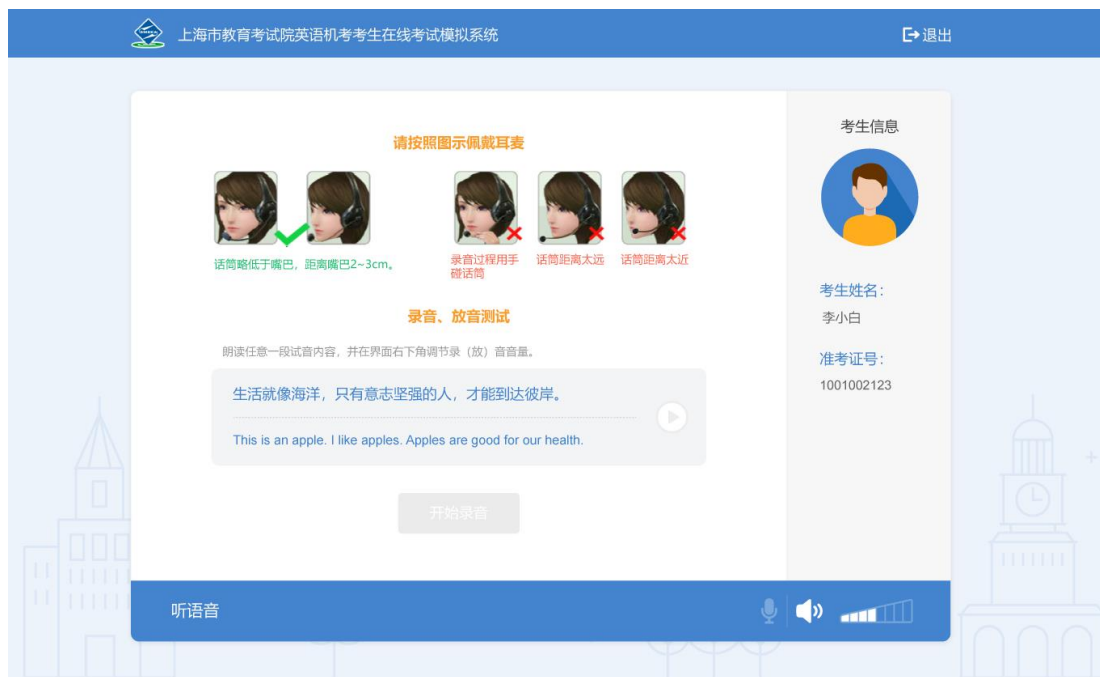 上海市教育考试院英语机考考生在线考试模拟系统
退出
请按照图示佩戴耳麦
话筒略低于嘴巴，距离嘴巴2~3cm。
录音过程用手
碰话筒
话筒距离太远
话筒距离太近
录音、放音测试
朗读任意一段试音内容，并在界面右下角调节录（放）音音量。
生活就像海洋，只有意志坚强的人，才能到达彼岸。
This is an apple. I like apples. Apples are good for our health.
开始录音
考生信息
考生姓名：
李小白
准考证号：
1001002123
听语音